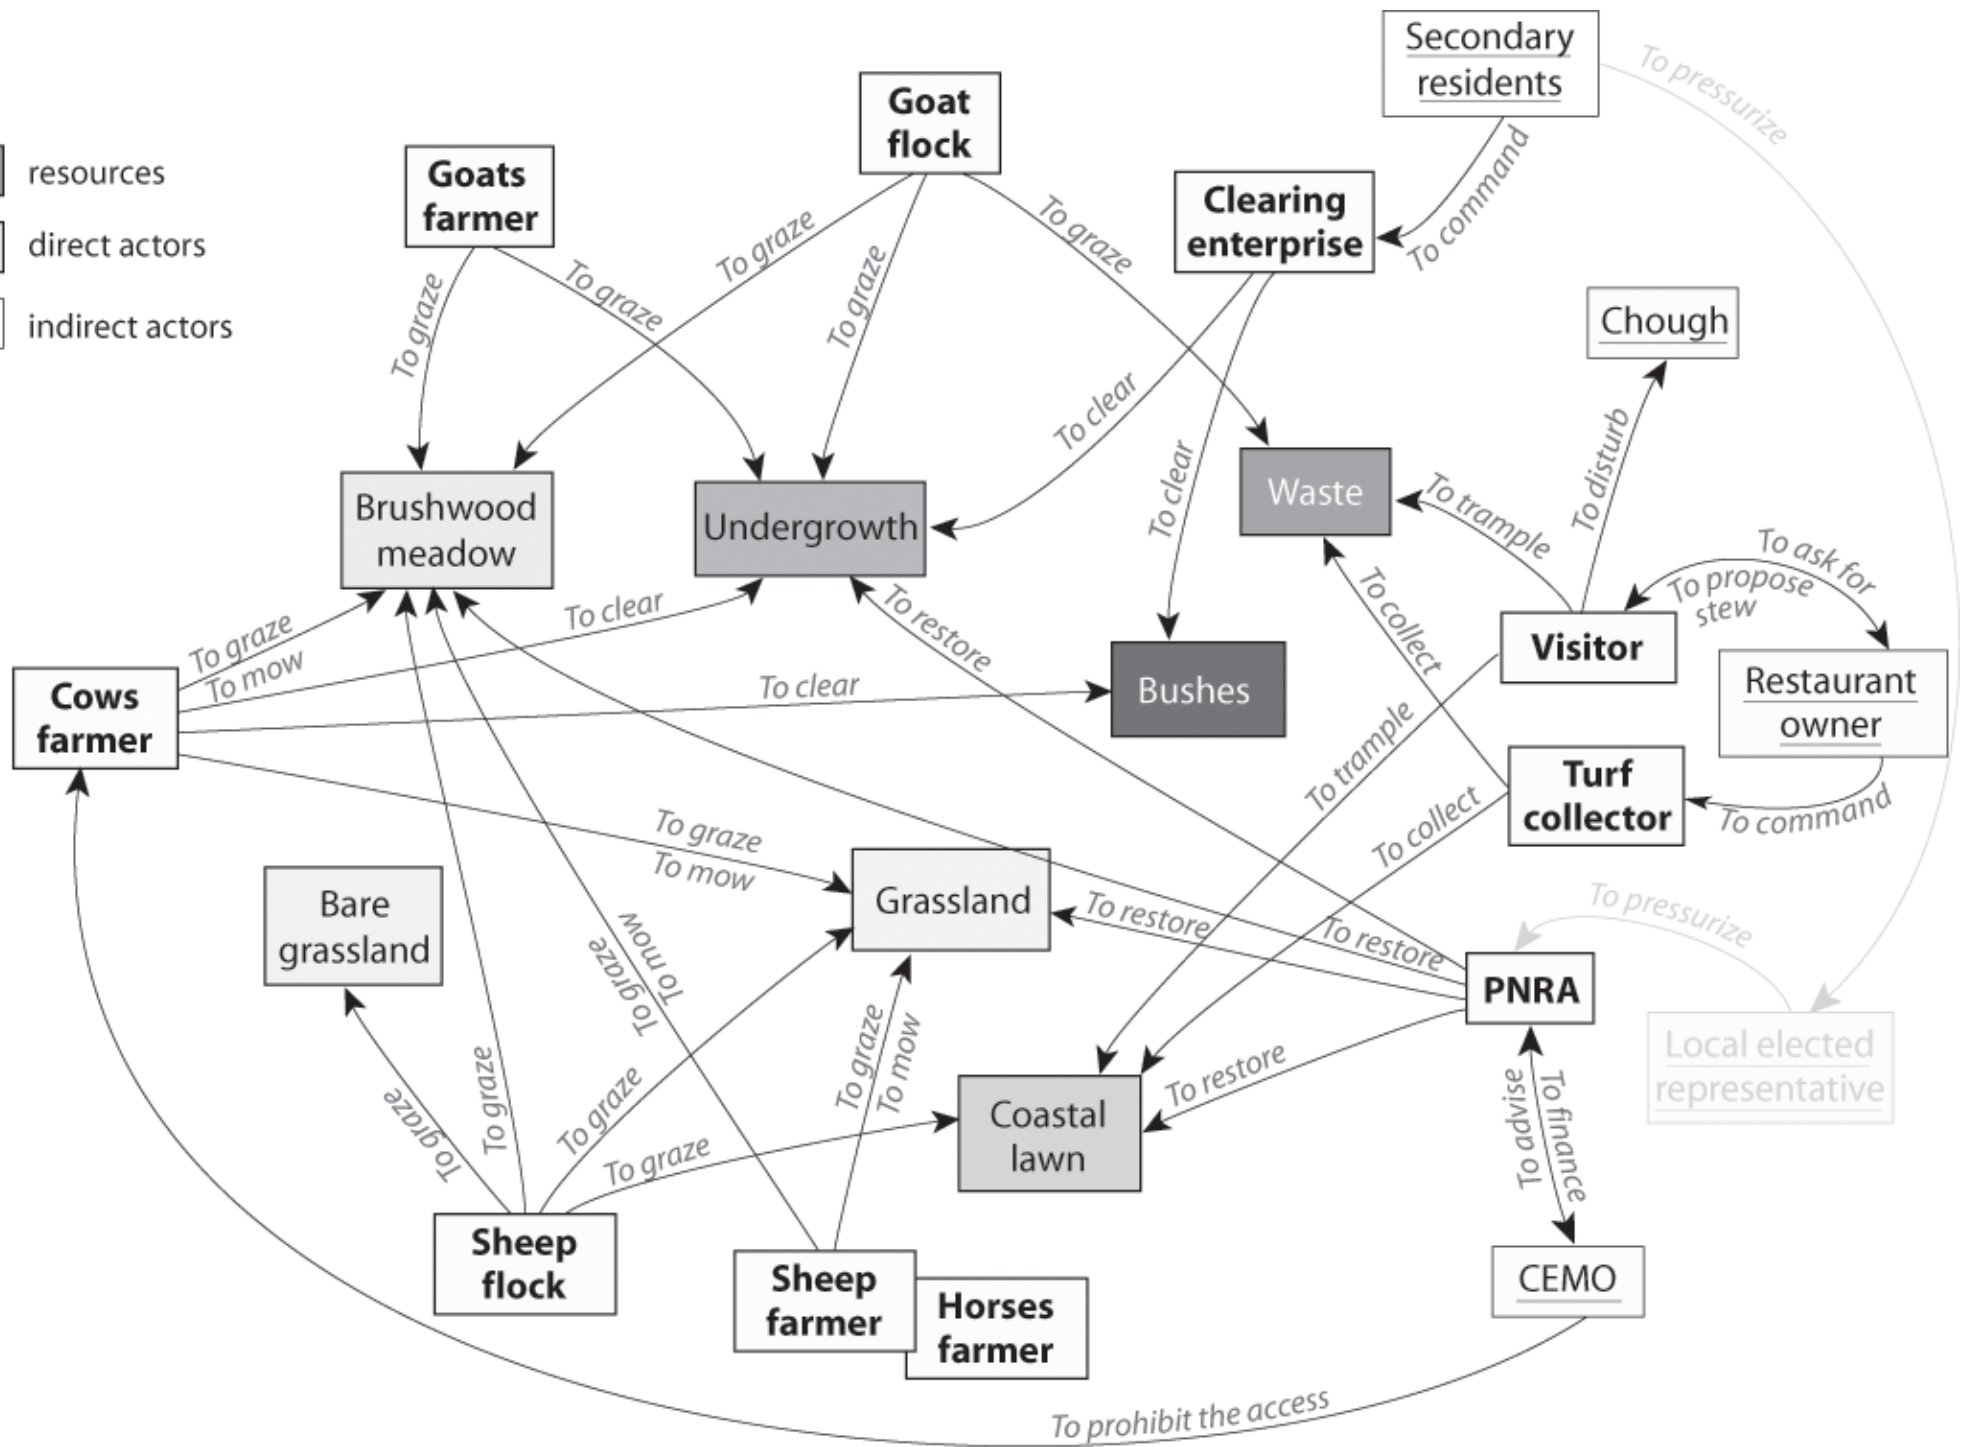 Secondary
residents
To pressurize
Goat
flock
To command
resources
Goats
farmer
Clearing
enterprise
direct actors
To graze
To graze
To graze
To graze
To graze
indirect actors
Chough
To clear
To clear
To disturb
Brushwood
meadow
Undergrowth
Waste
To trample
To ask for
To propose
stew
To graze
To mow
To clear
To restore
To collect
Visitor
Cows
farmer
To clear
Bushes
Restaurant
owner
To trample
Turf
collector
To command
To graze
To mow
To collect
Bare
grassland
Grassland
To restore
To restore
To pressurize
To mow
To graze
PNRA
Local elected
representative
To graze
To mow
To graze
To graze
To graze
To graze
Coastal
lawn
To restore
To advise
To finance
Sheep
flock
Sheep
farmer
Horses
farmer
CEMO
To prohibit the access